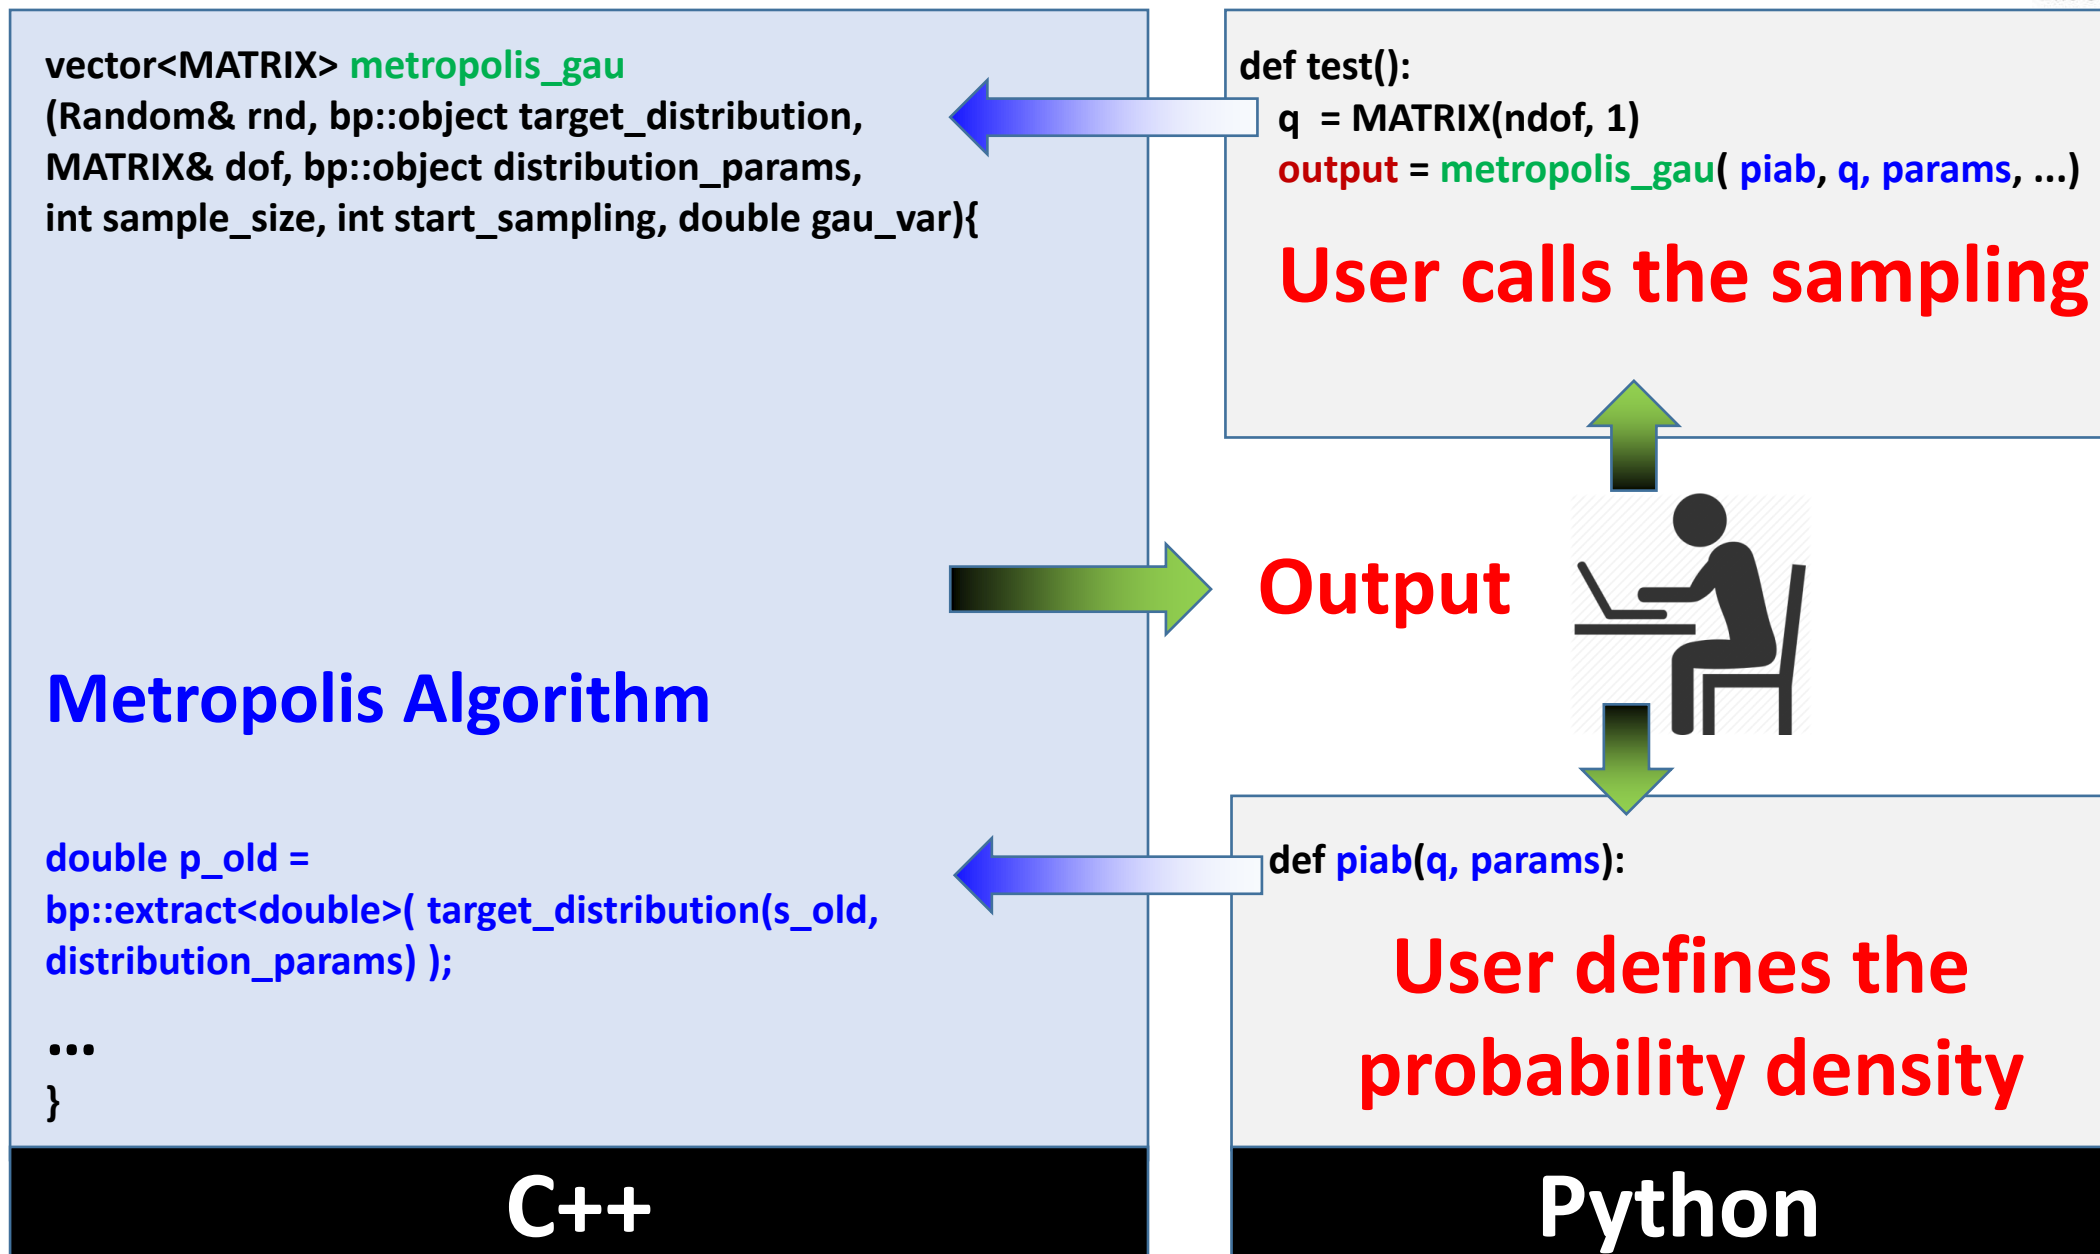 vector<MATRIX> metropolis_gau
(Random& rnd, bp::object target_distribution,
MATRIX& dof, bp::object distribution_params,
int sample_size, int start_sampling, double gau_var){
Metropolis Algorithm
double p_old =
bp::extract<double>( target_distribution(s_old,
distribution_params) );
...
}
C++
def test():
q = MATRIX(ndof, 1)
output = metropolis_gau( piab, q, params, ...)
User calls the sampling
Output
def piab(q, params):
User defines the
probability density
Python